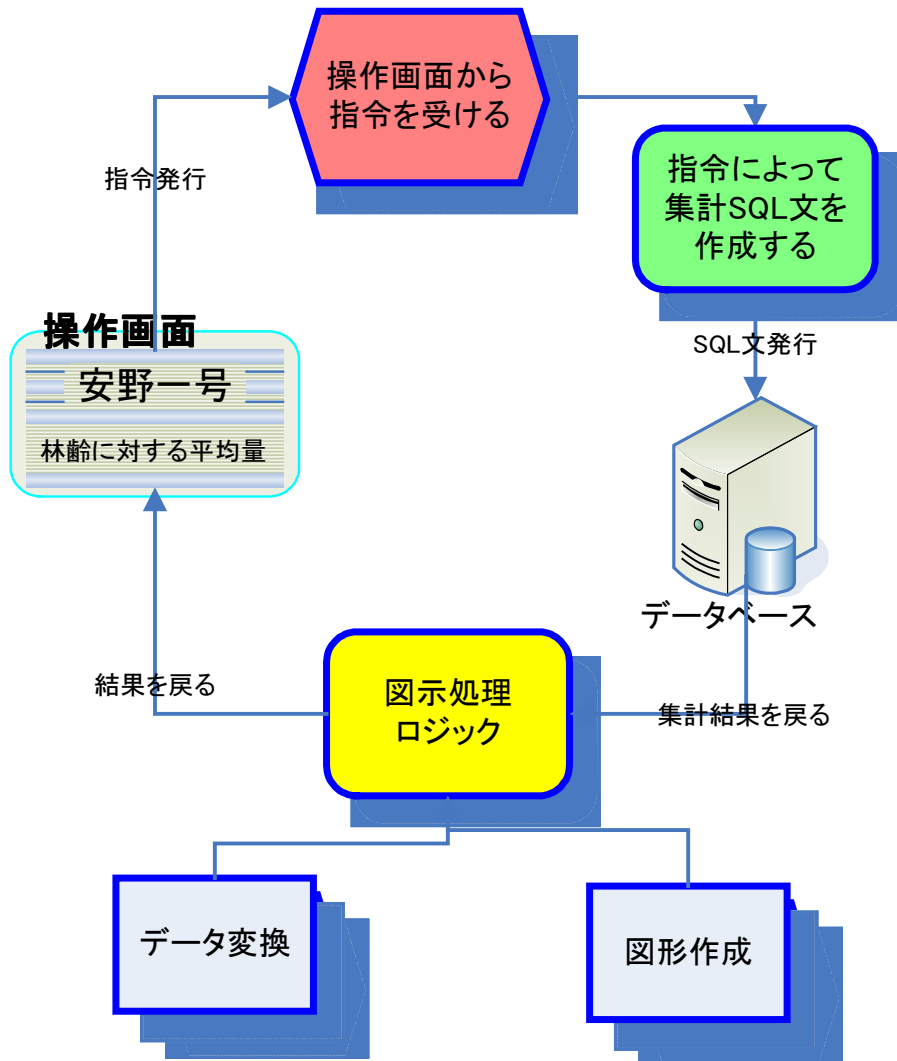 操作画面から
指令を受ける
指令によって
集計SQL文を
作成する
指令発行
操作画面
安野一号
林齢に対する平均量
SQL文発行
データベース
結果を戻る
図示処理
ロジック
集計結果を戻る
データ変換
図形作成